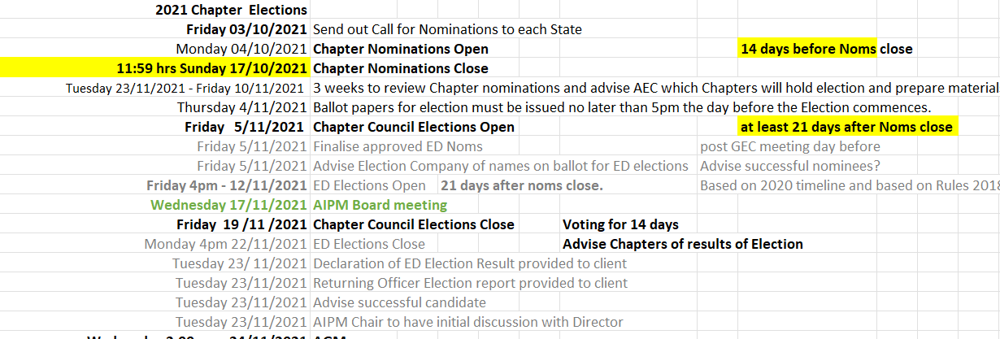 2021 Chapter Elections
Friday 03/10/2021 Send out Call for Nominations to each State
Monday 04/10/2021 Chapter Nominations Open 14 days before Noms close
11:59 hrs Sunday 17/10/2021 Chapter Nominations Close
Tuesday 23/11/2021 - Friday 10/11/2021 3 weeks to review Chapter nominations and advise AEC which Chapters will hold election and prepare material
Thursday 4/11/2021 Ballot papers for election must be issued no later than 5pm the day before the Election commences.
Friday 5/11/2021 Chapter Council Elections Open at least 21 days after Noms close
Friday 5/11/2021 Finalise approved ED Noms post GEC meeting day before
Friday 5/11/2021 Advise Election Company of names on ballot for ED elections Advise successful nominees?
Friday 4pm - 12/11/2021 ED Elections Open 21 days after noms close. Based on 2020 timeline and based on Rules 2018
Wednesday 17/11/2021 AIPM Board meeting
Friday 19 /11 /2021 Chapter Council Elections Close Voting for 14 days
Monday 4pm 22/11/2021 ED Elections Close Advise Chapters of results of Election
Tuesday 23/ 11/2021 Declaration of ED Election Result provided to client
Tuesday 23/11/2021 Returning Officer Election report provided to client
Tuesday 23/11/2021 Advise successful candidate
Tuesday 23/11/2021 AIPM Chair to have initial discussion with Director
24/11/2021 AGM